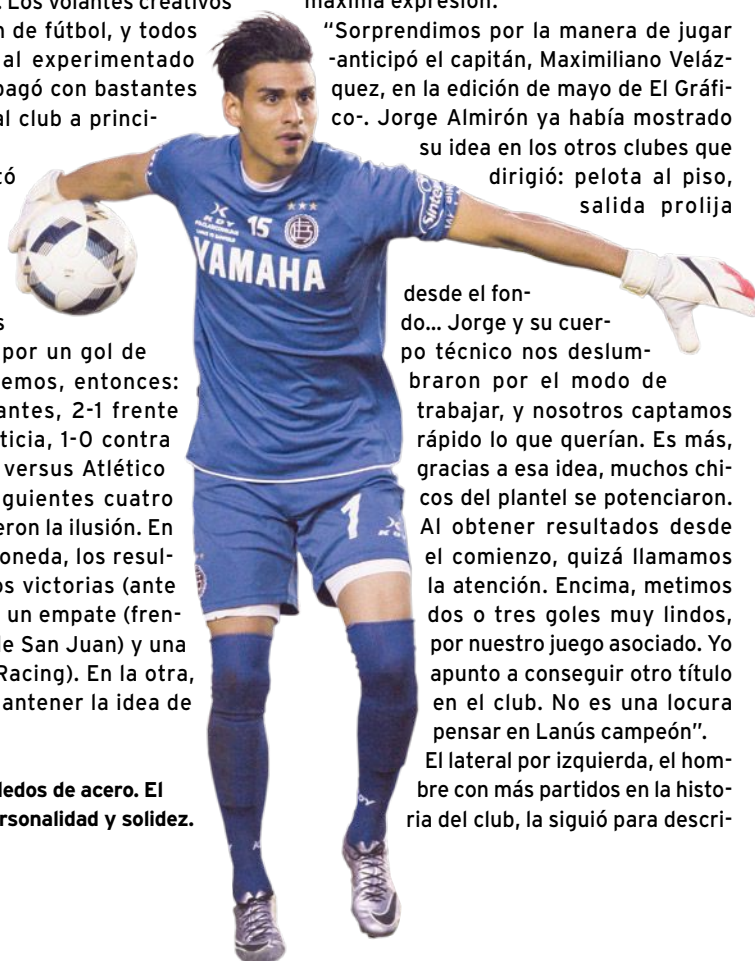 . Los volantes creativos
n de fútbol, y todos
al experimentado
pagó con bastantes
al club a princi-
tó
s
por un gol de
emos, entonces:
antes, 2-1 frente
ticia, 1-0 contra
versus Atlético
guientes cuatro
eron la ilusión. En
oneda, los resul-
os victorias (ante
un empate (fren-
de San Juan) y una
Racing). En la otra,
antener la idea de
dedos de acero. El
rsonalidad y solidez.
máxima expresión.
“Sorprendimos por la manera de jugar
-anticipó el capitán, Maximiliano Veláz-
quez, en la edición de mayo de El Gráfi-
co-. Jorge Almirón ya había mostrado
su idea en los otros clubes que
dirigió: pelota al piso,
salida prolija
desde el fon-
do... Jorge y su cuer-
po técnico nos deslum-
braron por el modo de
trabajar, y nosotros captamos
rápido lo que querían. Es más,
gracias a esa idea, muchos chi-
cos del plantel se potenciaron.
Al obtener resultados desde
el comienzo, quizá llamamos
la atención. Encima, metimos
dos o tres goles muy lindos,
por nuestro juego asociado. Yo
apunto a conseguir otro título
en el club. No es una locura
pensar en Lanús campeón”.
El lateral por izquierda, el hom-
bre con más partidos en la histo-
ria del club, la siguió para descri-
KDY
15
YAMAHA
1